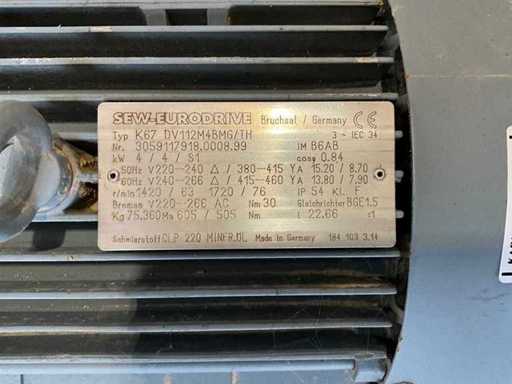 SEW-EURODRIVE Bruchsal / Germany CE
Typ K67 DV112M4BMG/TH 3~ IEC 34
Nr. 3059117918.0008.99 IM B6AB
kW 4 / 4 / S1 cosφ 0.84
50Hz V220-240 △ / 380-415 Y A 15.20 / 8.70
60Hz V240-266 △ / 415-460 Y A 13.80 / 7.90
r/min 1420 / 63 1720 / 76 IP 54 Kl. F
Bremse V220-266 AC Nm 30 Gleichrichter BGE1.5
Kg 75.360 Ma 605 / 505 Nm i 22.66 :1
Schmierstoff CLP 220 MINER.ÖL Made in Germany 184 103 3.14